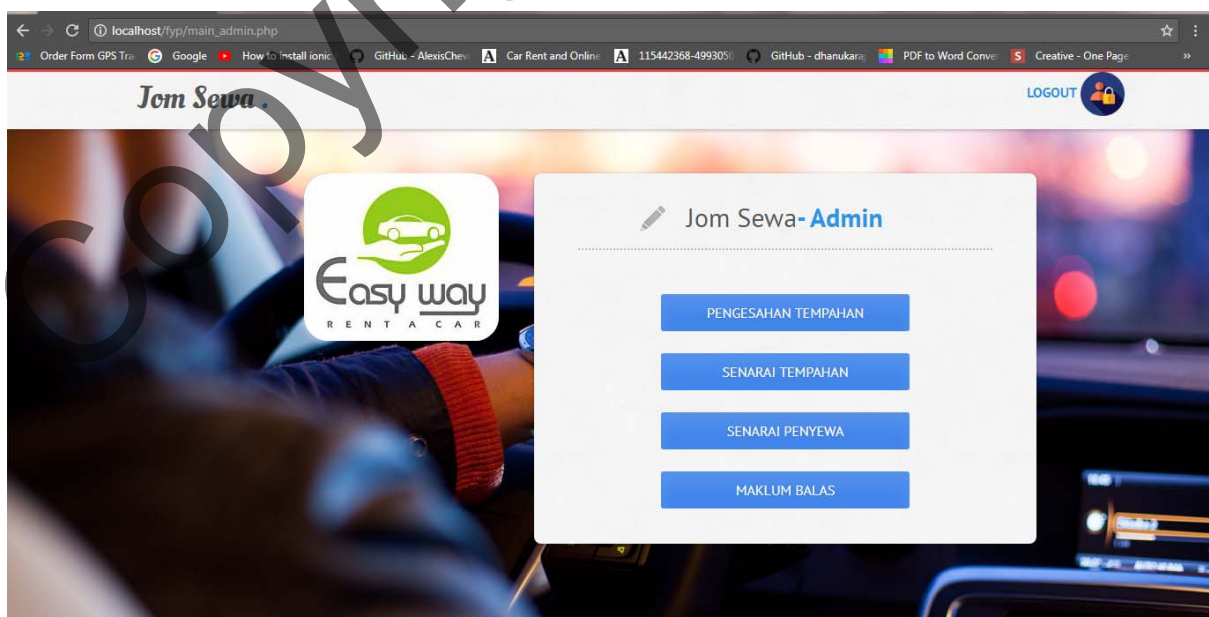 localhost/fyp/main_admin.php
Order Form GPS Tra Google How to install ionic GitHub - AlexisChev Car Rent and Online 115442368-4993050 GitHub - dhanukaraj PDF to Word Conver Creative - One Page »
Jom Sewa .
LOGOUT
Easy way
RENT A CAR
Jom Sewa- Admin
PENGESAHAN TEMPAHAN
SENARAI TEMPAHAN
SENARAI PENYEWA
MAKLUM BALAS